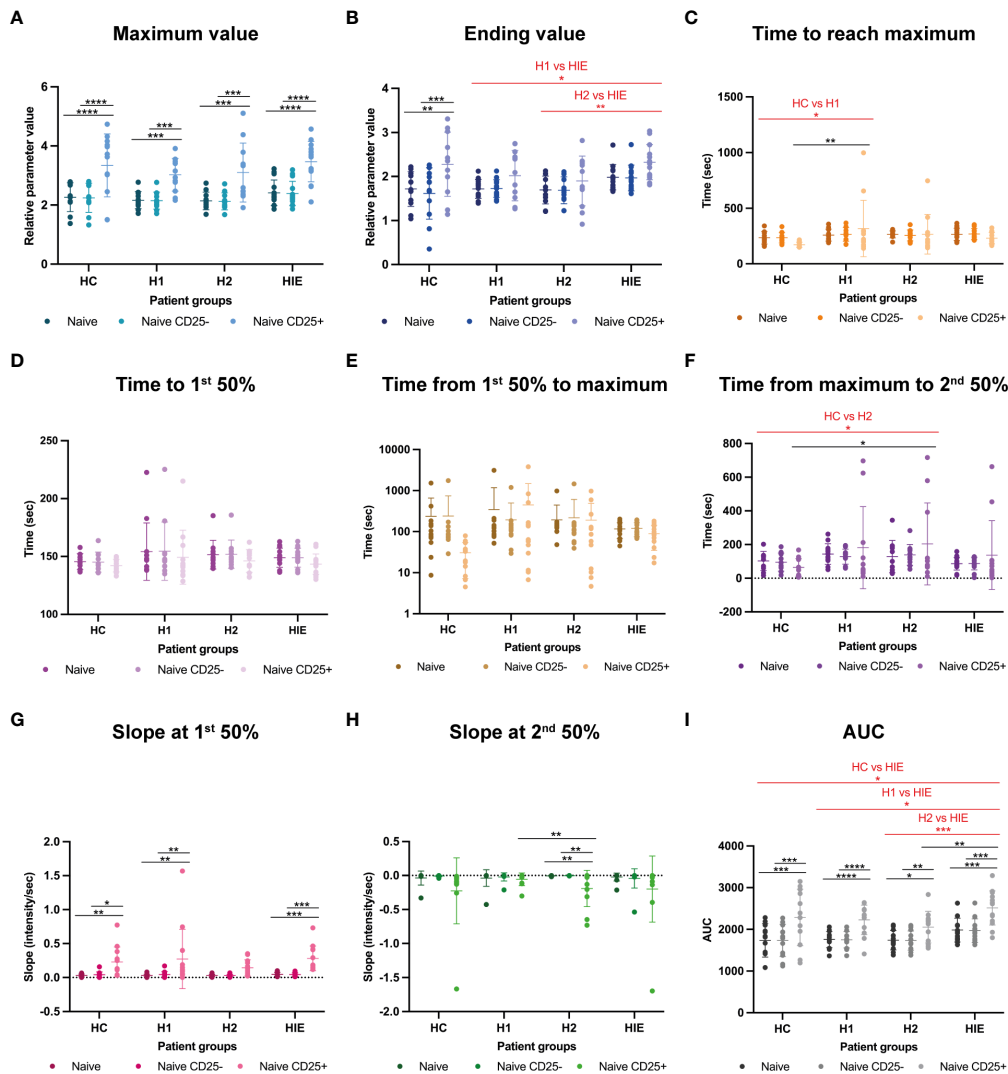 A
Maximum value
Relative parameter value
6
4
2
0
****
****
***
***
***
***
****
****
HC
H1
H2
HIE
Patient groups
Naive
Naive CD25-
Naive CD25+
B
Ending value
H1 vs HIE
*
H2 vs HIE
**
***
**
Relative parameter value
4
3
2
1
0
HC
H1
H2
HIE
Patient groups
Naive
Naive CD25-
Naive CD25+
C
Time to reach maximum
HC vs H1
*
**
Time (sec)
1500
1000
500
0
HC
H1
H2
HIE
Patient groups
Naive
Naive CD25-
Naive CD25+
D
Time to 1st 50%
Time (sec)
250
200
150
100
HC
H1
H2
HIE
Patient groups
Naive
Naive CD25-
Naive CD25+
E
Time from 1st 50% to maximum
Time (sec)
10000
1000
100
10
1
HC
H1
H2
HIE
Patient groups
Naive
Naive CD25-
Naive CD25+
F
Time from maximum to 2nd 50%
HC vs H2
*
*
Time (sec)
800
600
400
200
0
-200
HC
H1
H2
HIE
Patient groups
Naive
Naive CD25-
Naive CD25+
G
Slope at 1st 50%
Slope (intensity/sec)
2.0
1.5
1.0
0.5
0.0
-0.5
*
**
**
**
***
***
HC
H1
H2
HIE
Patient groups
Naive
Naive CD25-
Naive CD25+
H
Slope at 2nd 50%
Slope (intensity/sec)
0.5
0.0
-0.5
-1.0
-1.5
-2.0
**
**
**
HC
H1
H2
HIE
Patient groups
Naive
Naive CD25-
Naive CD25+
I
AUC
HC vs HIE
*
H1 vs HIE
*
H2 vs HIE
***
**
***
***
****
****
**
*
***
***
AUC
4000
3000
2000
1000
0
HC
H1
H2
HIE
Patient groups
Naive
Naive CD25-
Naive CD25+